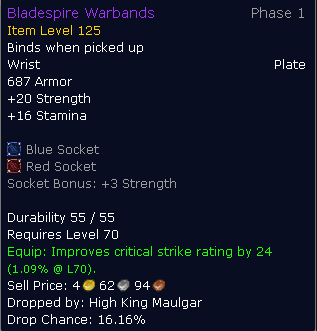 Bladespire Warbands Phase 1
Item Level 125
Binds when picked up
Wrist Plate
687 Armor
+20 Strength
+16 Stamina
Blue Socket
Red Socket
Socket Bonus: +3 Strength
Durability 55 / 55
Requires Level 70
Equip: Improves critical strike rating by 24
(1.09% @ L70).
Sell Price: 4 62 94
Dropped by: High King Maulgar
Drop Chance: 16.16%